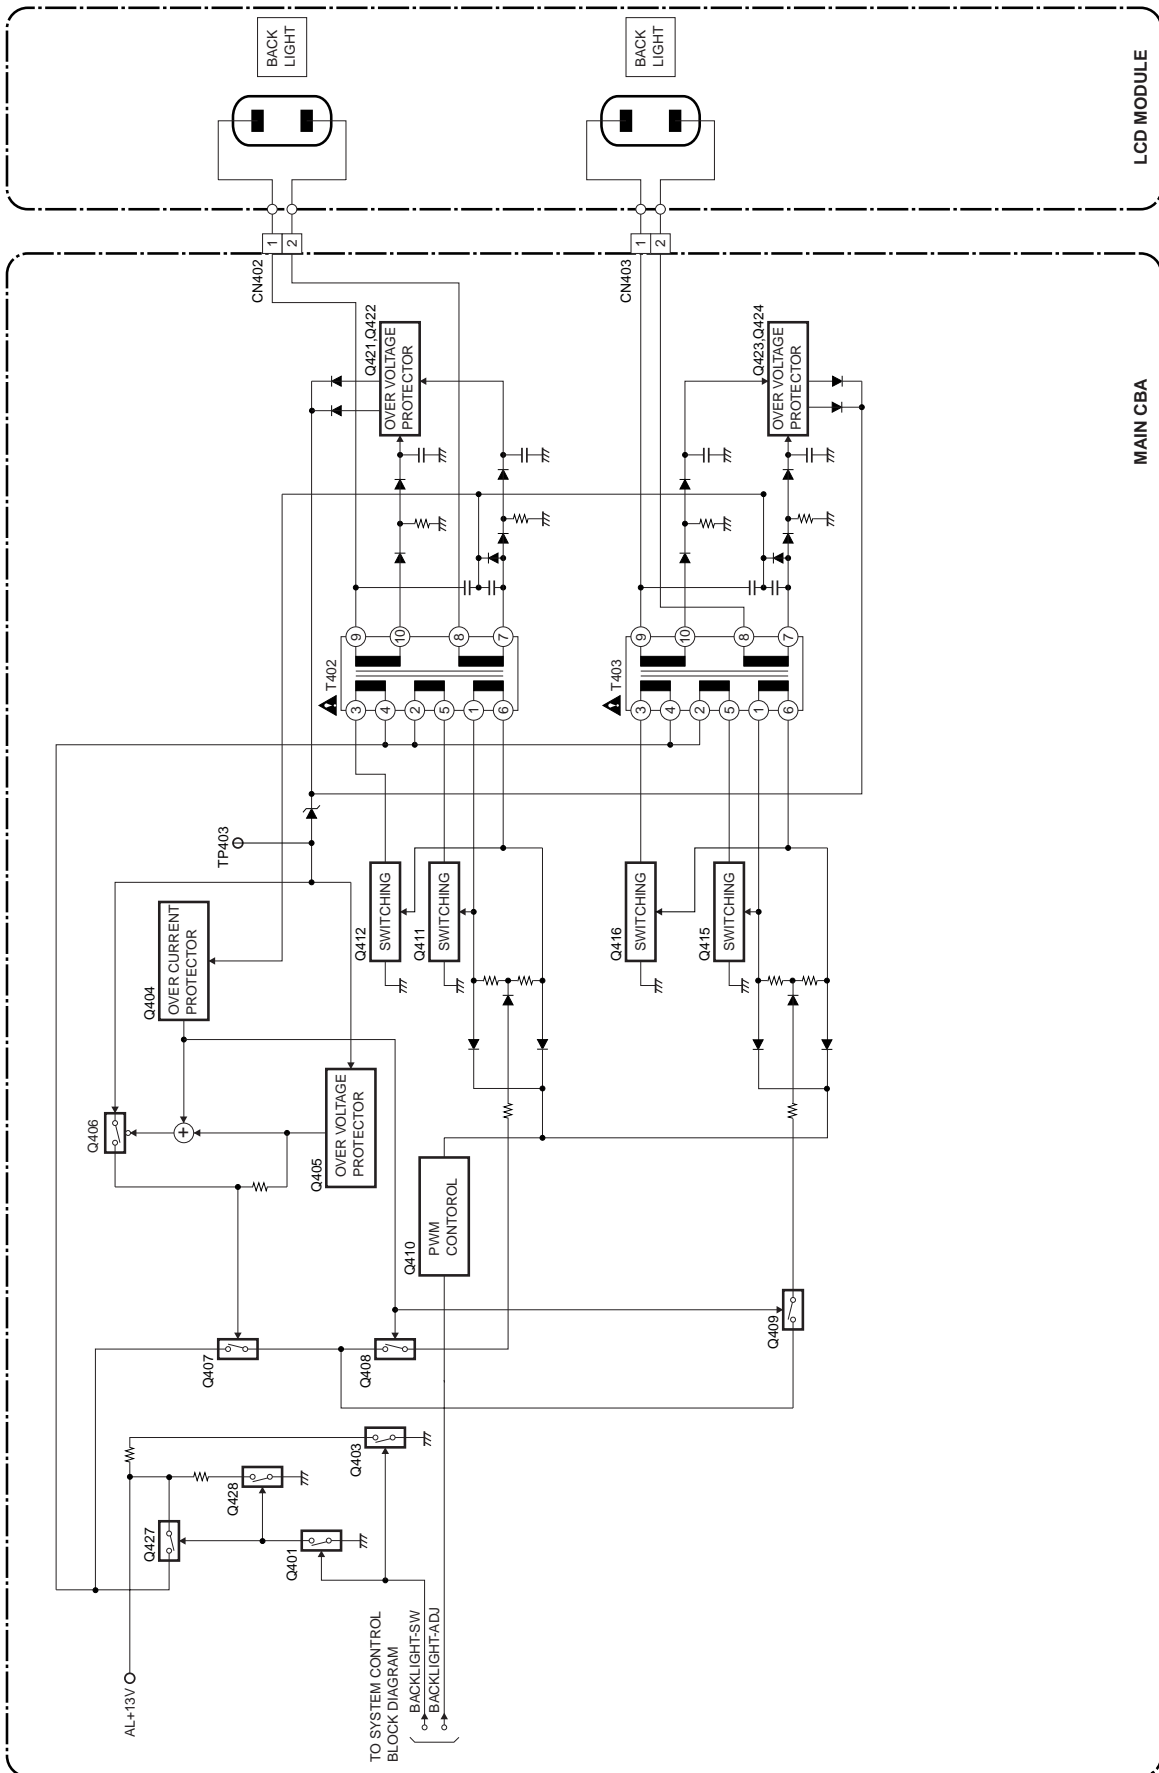 BACK
LIGHT
BACK
LIGHT
LCD MODULE
CN402
1
2
CN403
1
2
MAIN CBA
Q421,Q422
OVER VOLTAGE
PROTECTOR
Q423,Q424
OVER VOLTAGE
PROTECTOR
T402
9
10
8
7
3
4
2
5
1
6
T403
9
10
8
7
3
4
2
5
1
6
TP403
Q404
OVER CURRENT
PROTECTOR
Q412
SWITCHING
Q411
SWITCHING
Q416
SWITCHING
Q415
SWITCHING
Q406
+
Q405
OVER VOLTAGE
PROTECTOR
Q410
PWM
CONTOROL
Q407
Q408
Q409
Q403
Q428
Q427
Q401
AL+13V
TO SYSTEM CONTROL
BLOCK DIAGRAM
BACKLIGHT-SW
BACKLIGHT-ADJ